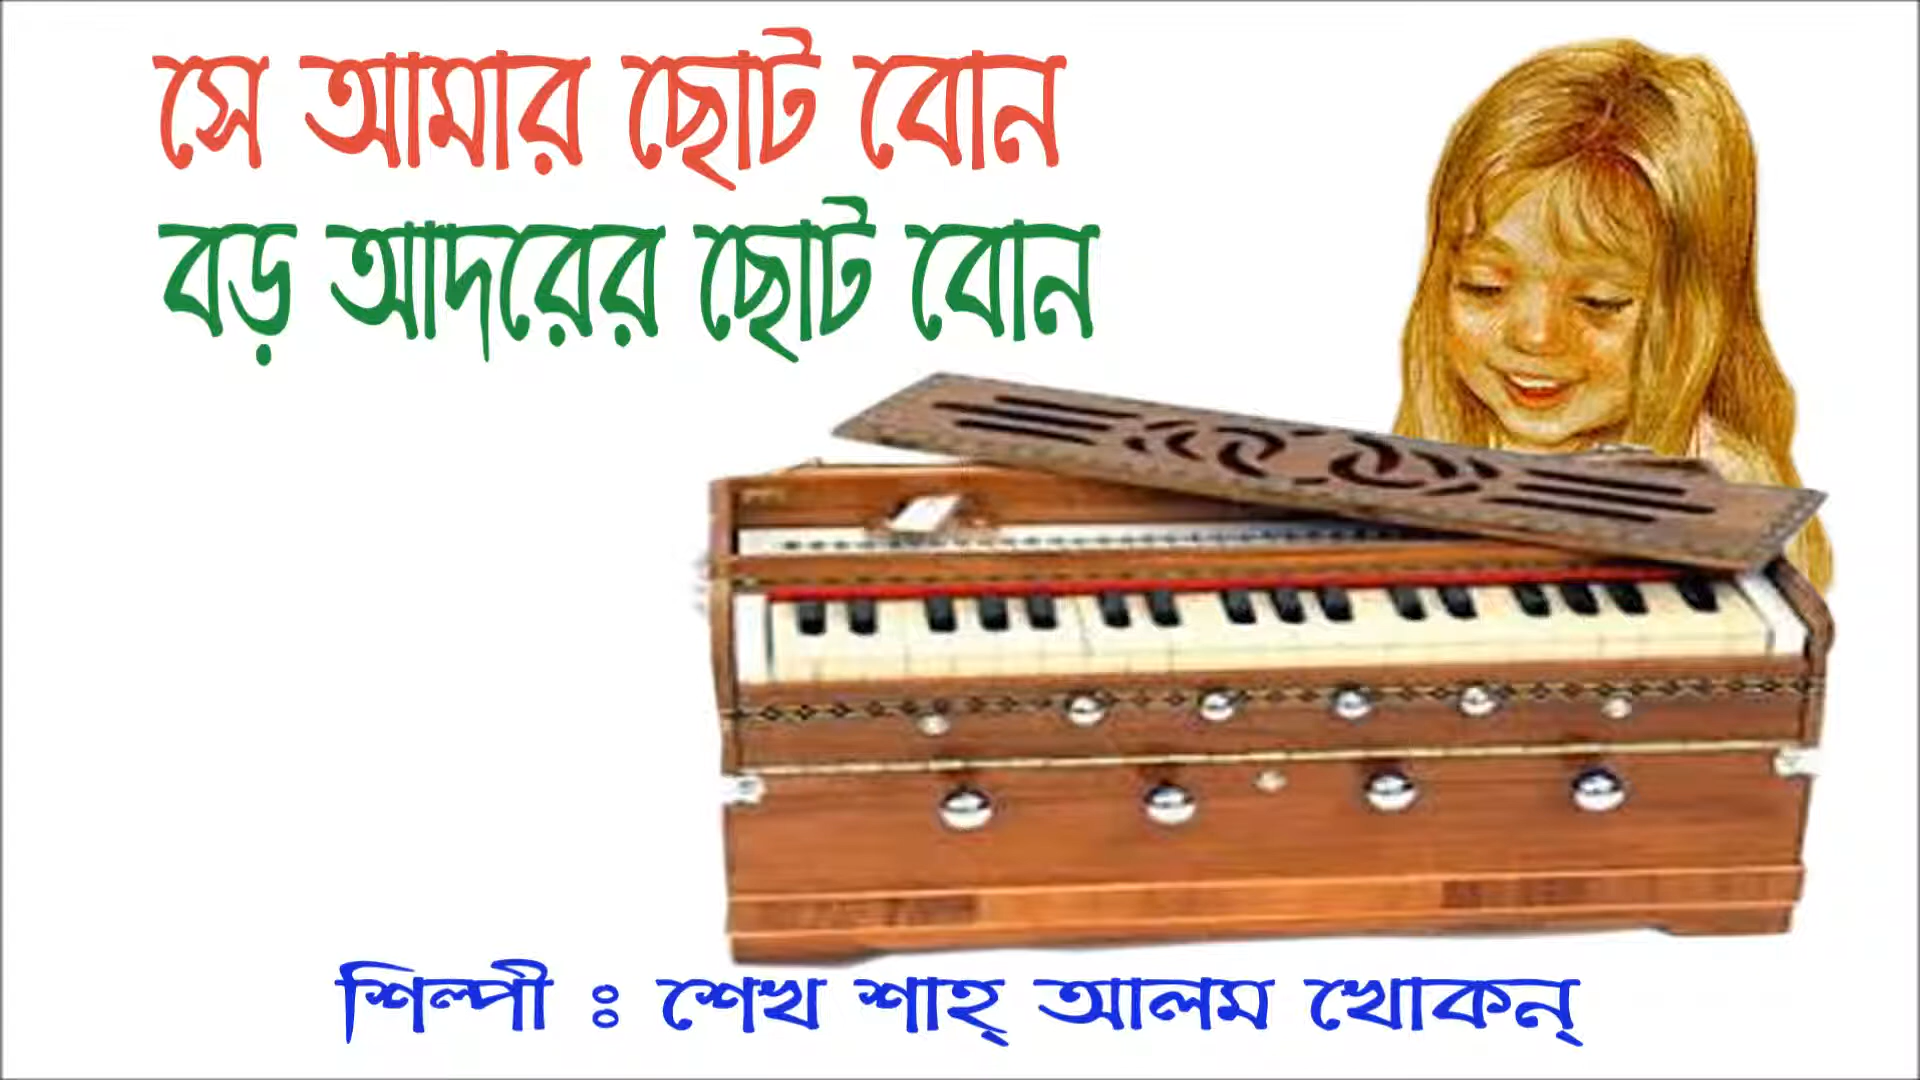 সে আমার ছোট বোন
বড় আদরের ছোট বোন
শিল্পী ঃ শেখ শাহ্ আলম খোকন্